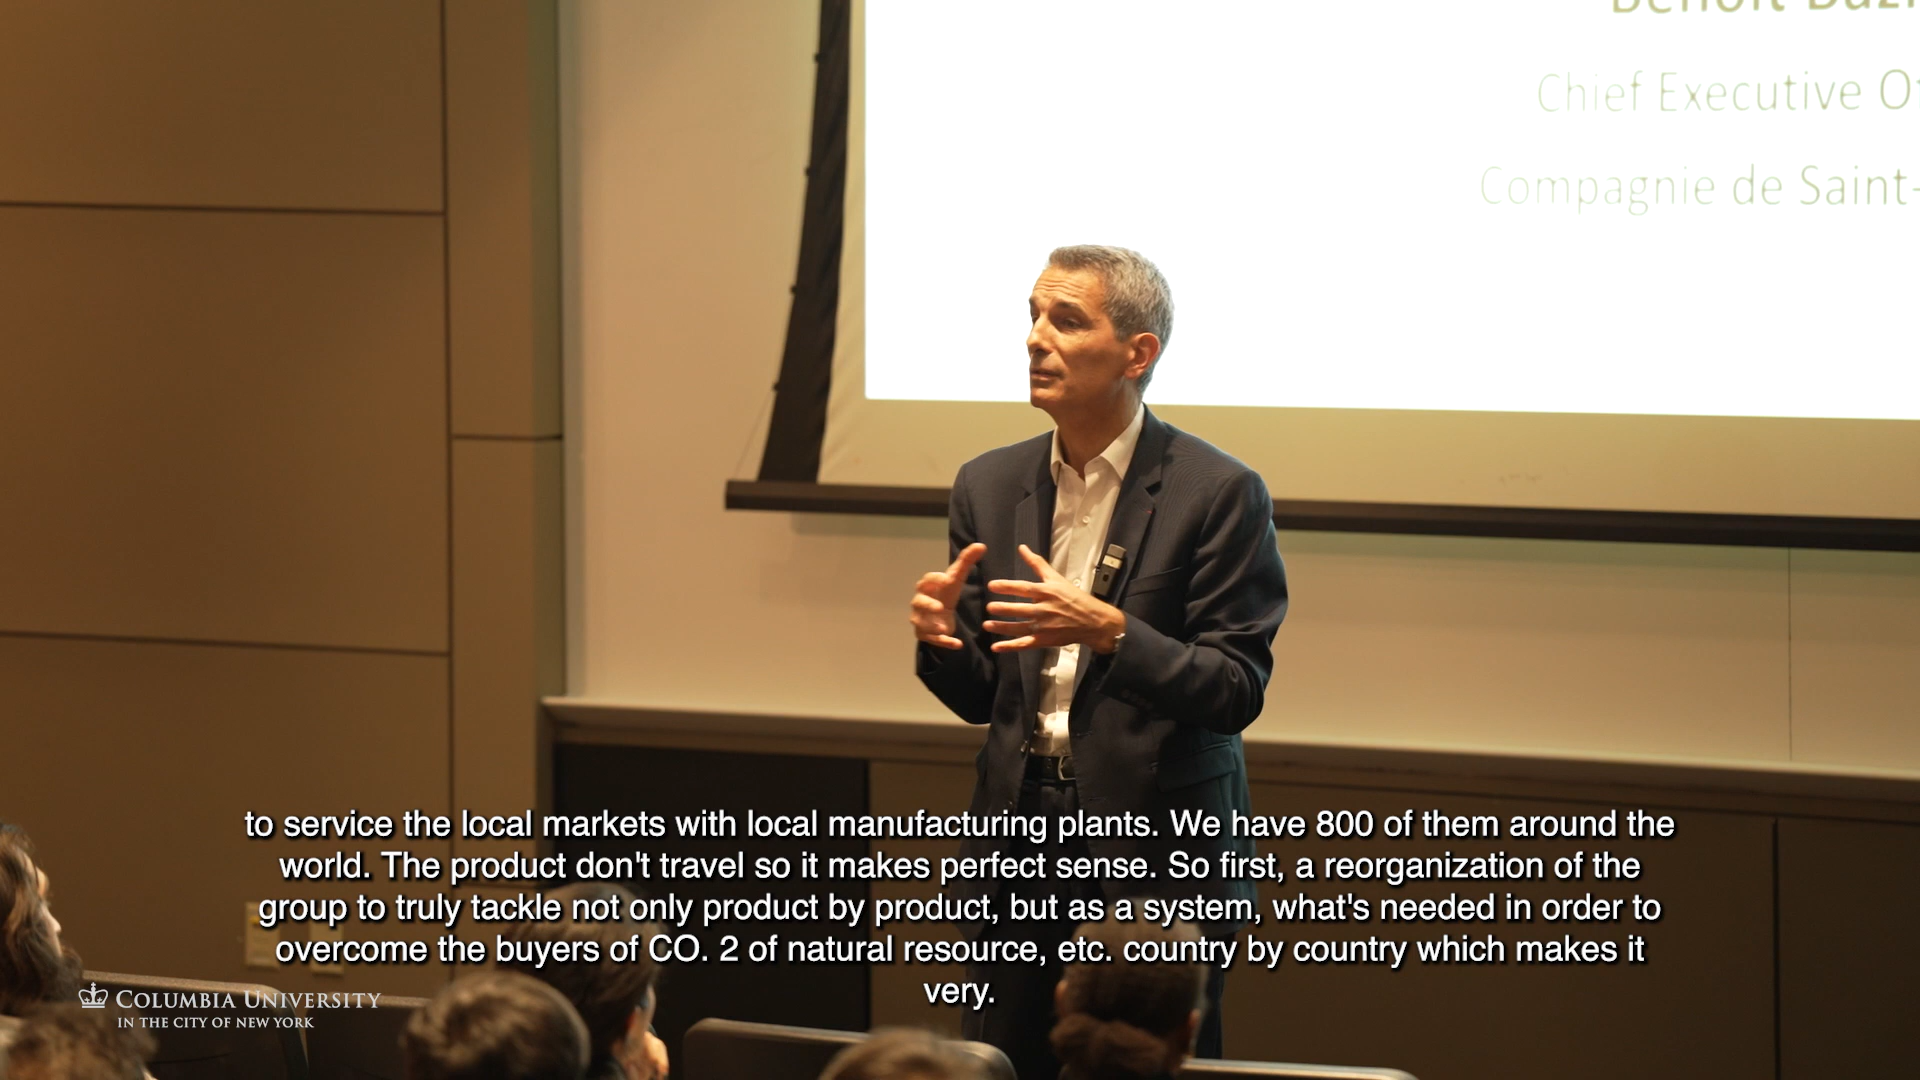 Benoit
Chief Executive
Compagnie de Saint-
to service the local markets with local manufacturing plants. We have 800 of them around the
world. The product don't travel so it makes perfect sense. So first, a reorganization of the
group to truly tackle not only product by product, but as a system, what's needed in order to
overcome the buyers of CO. 2 of natural resource, etc. country by country which makes it
very.
COLUMBIA UNIVERSITY
IN THE CITY OF NEW YORK